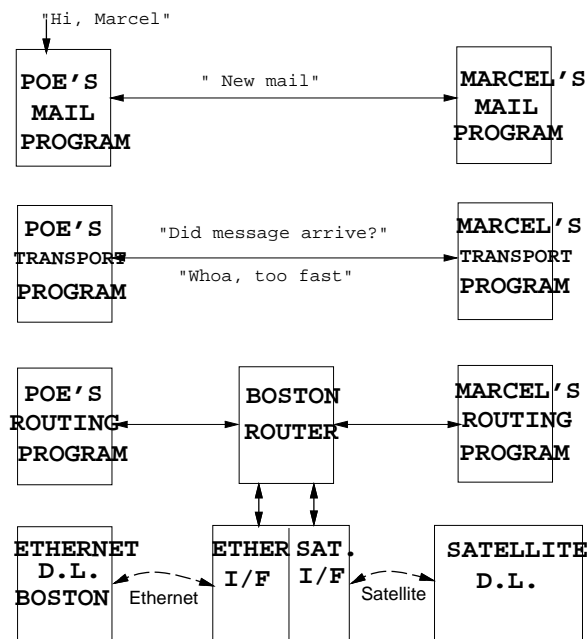 "Hi, Marcel"
POE'S
MAIL
PROGRAM
" New mail"
MARCEL'S
MAIL
PROGRAM
POE'S
TRANSPORT
PROGRAM
"Did message arrive?"
"Whoa, too fast"
MARCEL'S
TRANSPORT
PROGRAM
POE'S
ROUTING
PROGRAM
BOSTON
ROUTER
MARCEL'S
ROUTING
PROGRAM
ETHERNET
D.L.
BOSTON
Ethernet
ETHER
I/F
SAT.
I/F
Satellite
SATELLITE
D.L.